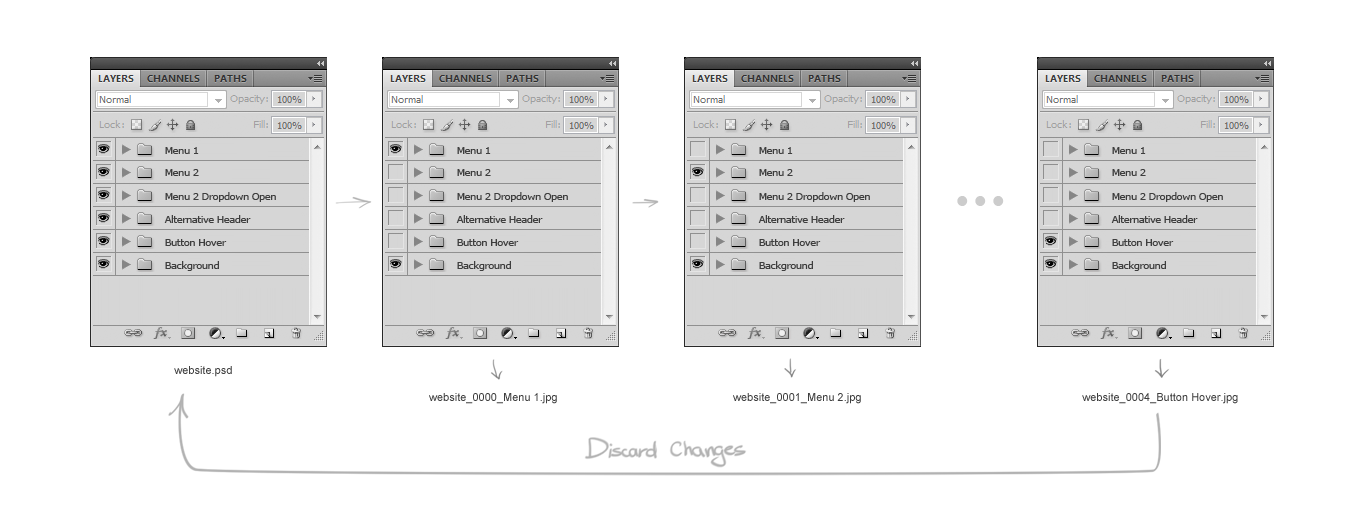 LAYERS CHANNELS PATHS
Normal Opacity: 100%
Lock: Fill: 100%
Menu 1
Menu 2
Menu 2 Dropdown Open
Alternative Header
Button Hover
Background
fx
website.psd
LAYERS CHANNELS PATHS
Normal Opacity: 100%
Lock: Fill: 100%
Menu 1
Menu 2
Menu 2 Dropdown Open
Alternative Header
Button Hover
Background
fx
website_0000_Menu 1.jpg
LAYERS CHANNELS PATHS
Normal Opacity: 100%
Lock: Fill: 100%
Menu 1
Menu 2
Menu 2 Dropdown Open
Alternative Header
Button Hover
Background
fx
website_0001_Menu 2.jpg
LAYERS CHANNELS PATHS
Normal Opacity: 100%
Lock: Fill: 100%
Menu 1
Menu 2
Menu 2 Dropdown Open
Alternative Header
Button Hover
Background
fx
website_0004_Button Hover.jpg
Discard Changes